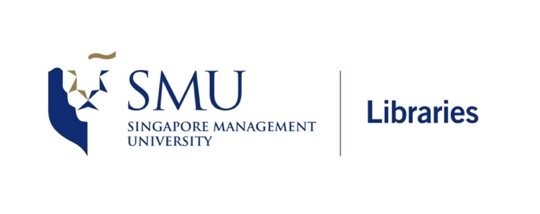 SMU
SINGAPORE MANAGEMENT
UNIVERSITY
Libraries